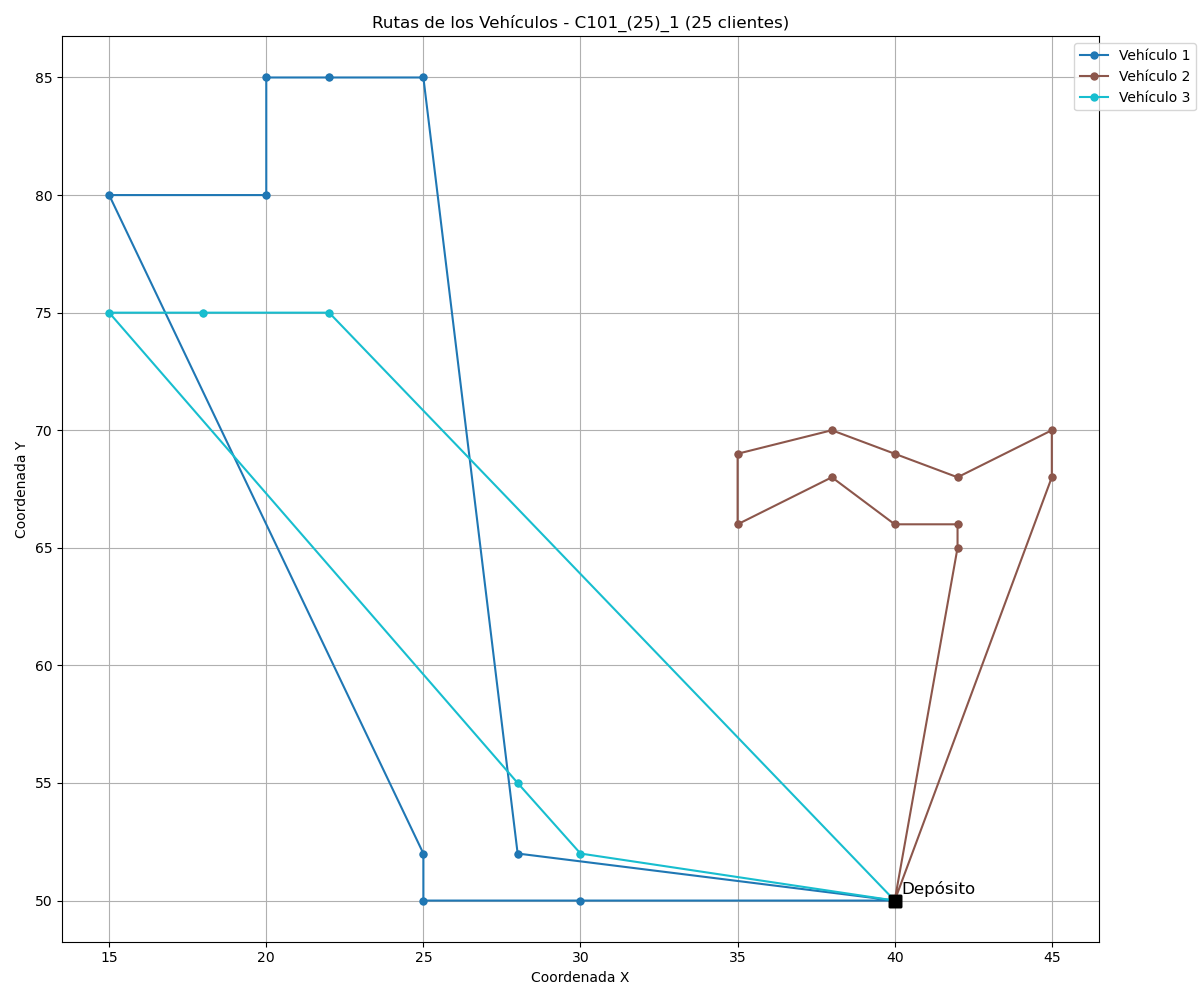 Rutas de los Vehículos - C101_(25)_1 (25 clientes)
Vehículo 1
Vehículo 2
Vehículo 3
85
80
75
70
65
60
55
50
Coordenada Y
Depósito
15
20
25
30
35
40
45
Coordenada X